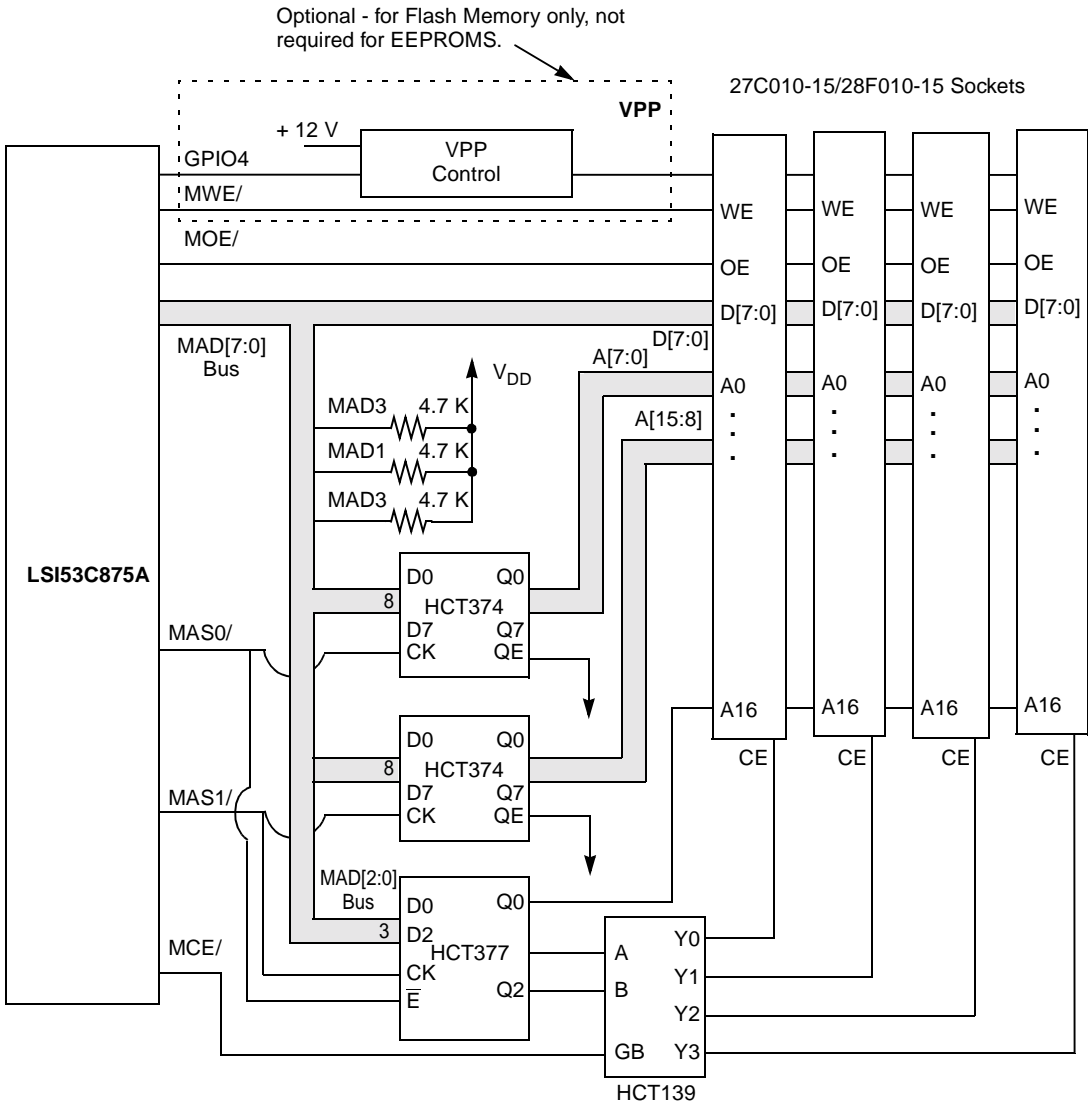 Optional - for Flash Memory only, not
required for EEPROMS.
27C010-15/28F010-15 Sockets
VPP
+ 12 V
VPP
Control
GPIO4
MWE/
MOE/
WE
WE
WE
WE
OE
OE
OE
OE
D[7:0]
D[7:0]
D[7:0]
D[7:0]
MAD[7:0]
Bus
D[7:0]
A[7:0]
VDD
A0
A0
A0
A0
MAD3 4.7 K
A[15:8]
MAD1 4.7 K
MAD3 4.7 K
LSI53C875A
D0 Q0
8 HCT374
D7 Q7
CK QE
MAS0/
A16
A16
A16
A16
D0 Q0
8 HCT374
D7 Q7
CK QE
CE
CE
CE
CE
MAS1/
MAD[2:0]
Bus
D0 Q0
3 D2
HCT377
CK
E Q2
MCE/
A Y0
B Y1
Y2
GB Y3
HCT139